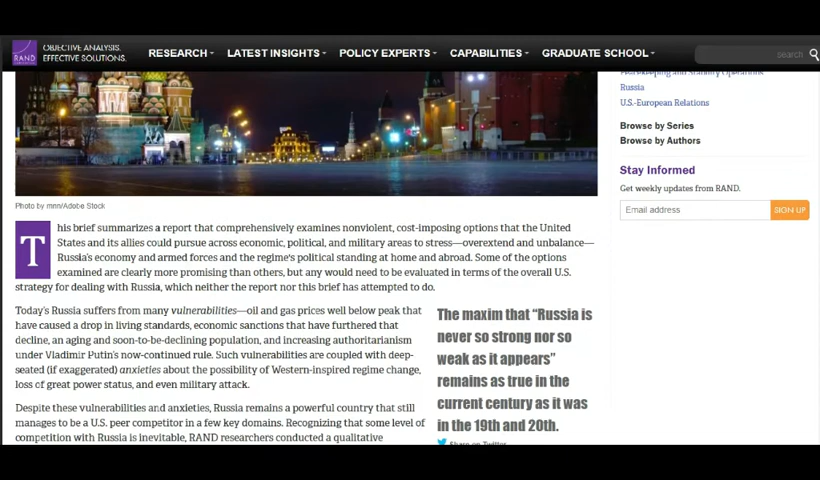 OBJECTIVE ANALYSIS.
EFFECTIVE SOLUTIONS.
RAND
RESEARCH
LATEST INSIGHTS
POLICY EXPERTS
CAPABILITIES
GRADUATE SCHOOL
search
Peacekeeping and Stability Operations
Russia
U.S.-European Relations
Browse by Series
Browse by Authors
Stay Informed
Get weekly updates from RAND.
Email address
SIGN UP
Photo by mnn/Adobe Stock
This brief summarizes a report that comprehensively examines nonviolent, cost-imposing options that the United
States and its allies could pursue across economic, political, and military areas to stress—overextend and unbalance—
Russia's economy and armed forces and the regime's political standing at home and abroad. Some of the options
examined are clearly more promising than others, but any would need to be evaluated in terms of the overall U.S.
strategy for dealing with Russia, which neither the report nor this brief has attempted to do.
Today's Russia suffers from many vulnerabilities—oil and gas prices well below peak that
have caused a drop in living standards, economic sanctions that have furthered that
decline, an aging and soon-to-be-declining population, and increasing authoritarianism
under Vladimir Putin's now-continued rule. Such vulnerabilities are coupled with deep-
seated (if exaggerated) anxieties about the possibility of Western-inspired regime change,
loss of great power status, and even military attack.
Despite these vulnerabilities and anxieties, Russia remains a powerful country that still
manages to be a U.S. peer competitor in a few key domains. Recognizing that some level of
competition with Russia is inevitable, RAND researchers conducted a qualitative
The maxim that “Russia is
never so strong nor so
weak as it appears”
remains as true in the
current century as it was
in the 19th and 20th.
Share on Twitter